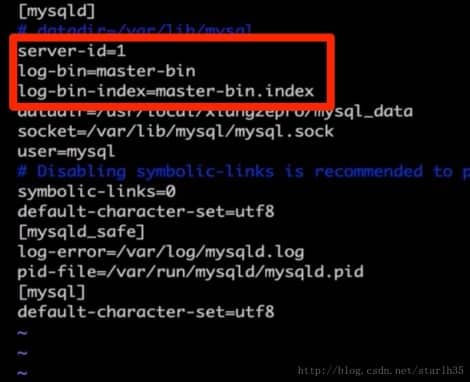 [mysqld]
# datadir=/var/lib/mysql
server-id=1
log-bin=master-bin
log-bin-index=master-bin.index
datadir=/usr/local/xiangzepro/mysql_data
socket=/var/lib/mysql/mysql.sock
user=mysql
# Disabling symbolic-links is recommended to p
symbolic-links=0
default-character-set=utf8
[mysqld_safe]
log-error=/var/log/mysqld.log
pid-file=/var/run/mysqld/mysqld.pid
[mysql]
default-character-set=utf8
~
~
~
http://blog.csdn.net/starlh35